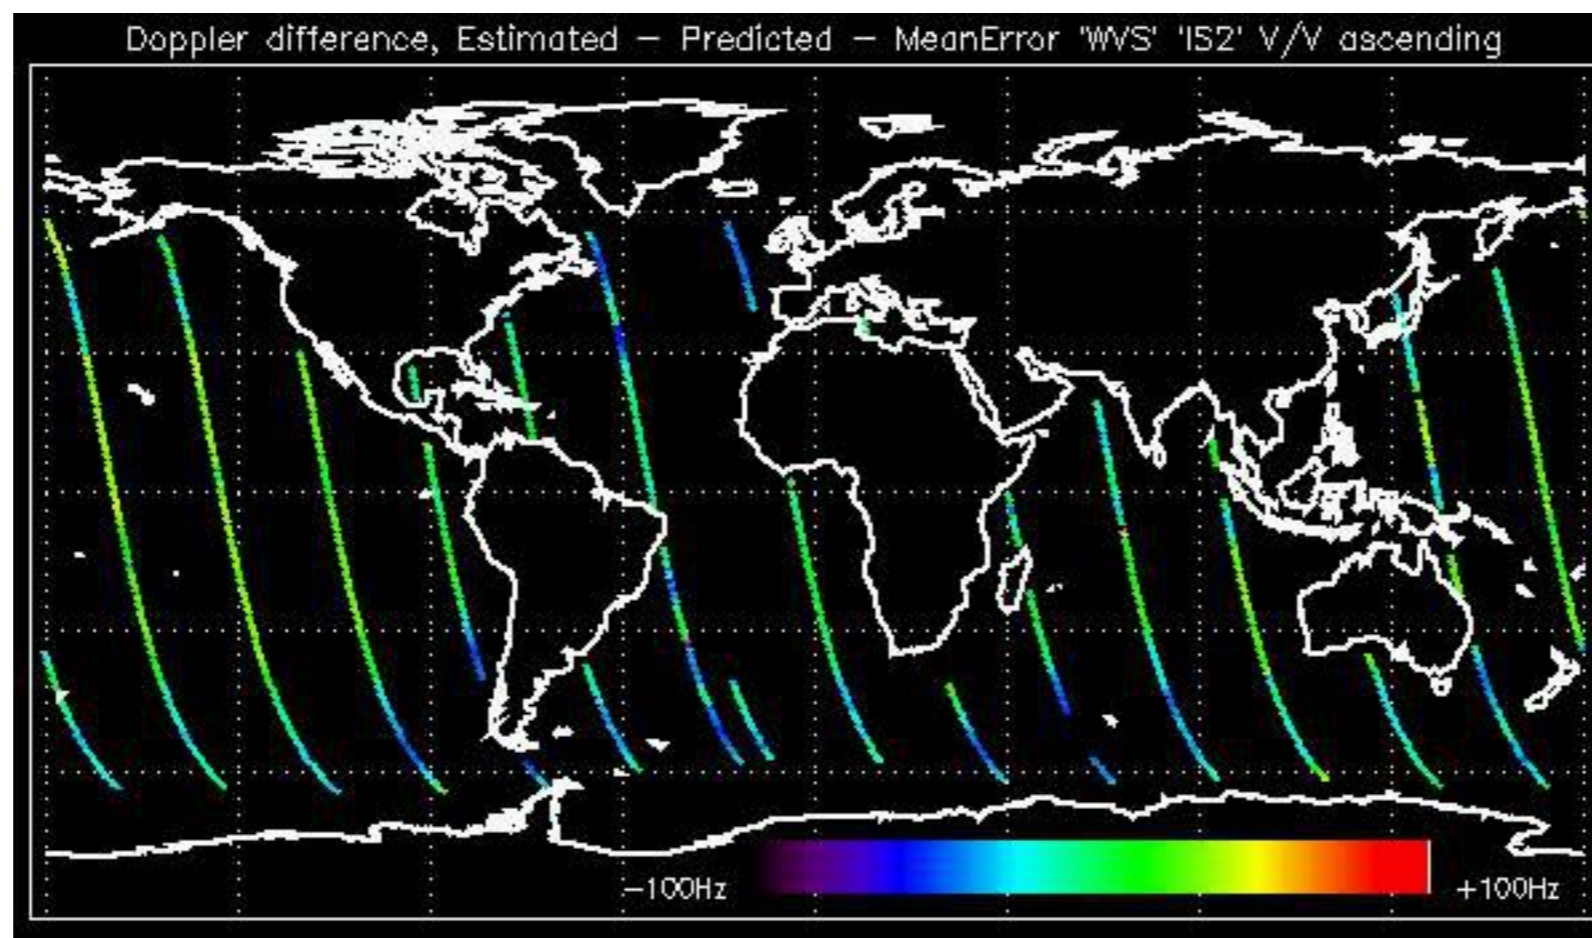 Doppler difference, Estimated − Predicted − MeanError 'WVS' 'IS2' V/V ascending
−100Hz
+100Hz